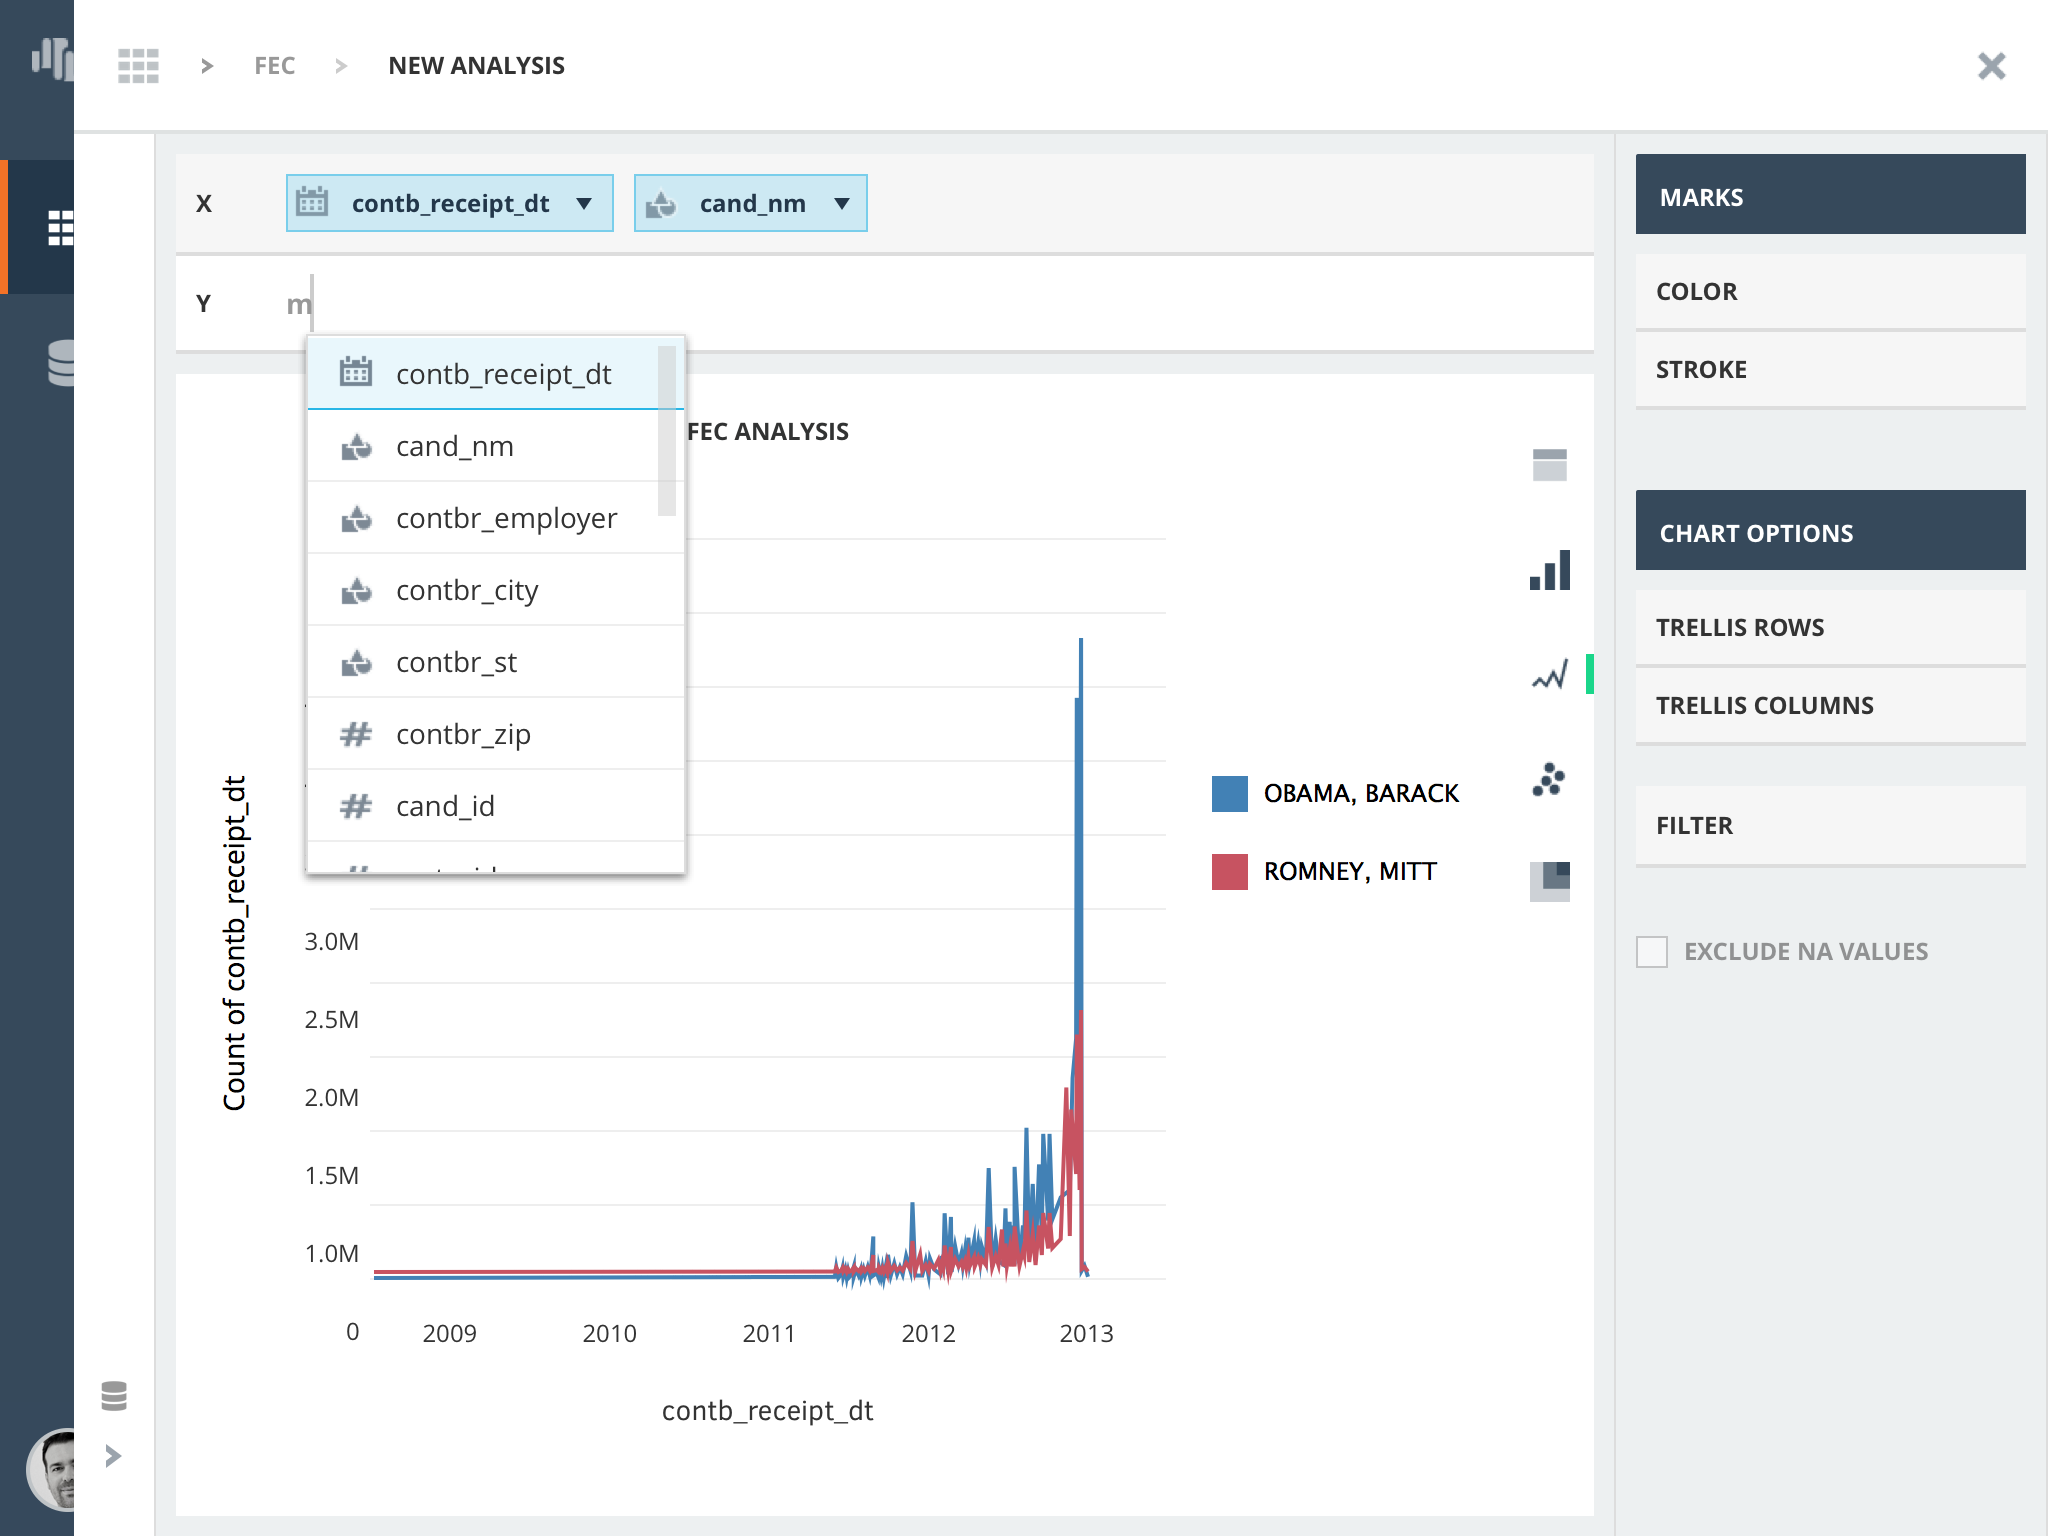 FEC
NEW ANALYSIS
X
contb_receipt_dt
cand_nm
Y
m
contb_receipt_dt
cand_nm
contbr_employer
contbr_city
contbr_st
contbr_zip
cand_id
FEC ANALYSIS
Count of contb_receipt_dt
3.0M
2.5M
2.0M
1.5M
1.0M
0
2009
2010
2011
2012
2013
contb_receipt_dt
OBAMA, BARACK
ROMNEY, MITT
MARKS
COLOR
STROKE
CHART OPTIONS
TRELLIS ROWS
TRELLIS COLUMNS
FILTER
EXCLUDE NA VALUES